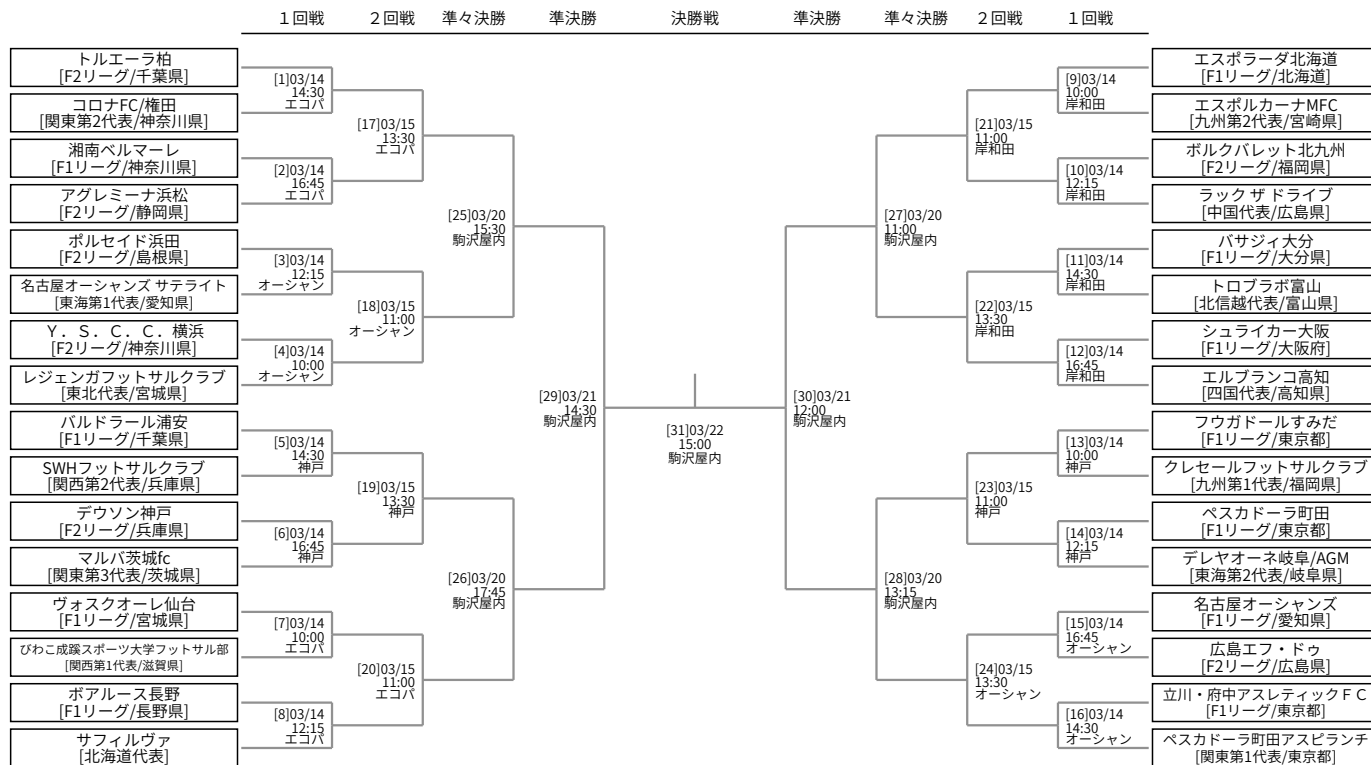 １回戦 ２回戦 準々決勝 準決勝 決勝戦 準決勝 準々決勝 ２回戦 １回戦
トルエーラ柏
[F2リーグ/千葉県]
コロナFC/権田
[関東第2代表/神奈川県]
湘南ベルマーレ
[F1リーグ/神奈川県]
アグレミーナ浜松
[F2リーグ/静岡県]
ポルセイド浜田
[F2リーグ/島根県]
名古屋オーシャンズ サテライト
[東海第1代表/愛知県]
Ｙ．Ｓ．Ｃ．Ｃ．横浜
[F2リーグ/神奈川県]
レジェンガフットサルクラブ
[東北代表/宮城県]
バルドラール浦安
[F1リーグ/千葉県]
SWHフットサルクラブ
[関西第2代表/兵庫県]
デウソン神戸
[F2リーグ/兵庫県]
マルバ茨城fc
[関東第3代表/茨城県]
ヴォスクオーレ仙台
[F1リーグ/宮城県]
びわこ成蹊スポーツ大学フットサル部
[関西第1代表/滋賀県]
ボアルース長野
[F1リーグ/長野県]
サフィルヴァ
[北海道代表]
[1]03/14
14:30
エコパ
[2]03/14
16:45
エコパ
[3]03/14
12:15
オーシャン
[4]03/14
10:00
オーシャン
[5]03/14
14:30
神戸
[6]03/14
16:45
神戸
[7]03/14
10:00
エコパ
[8]03/14
12:15
エコパ
[17]03/15
13:30
エコパ
[18]03/15
11:00
オーシャン
[19]03/15
13:30
神戸
[20]03/15
11:00
エコパ
[25]03/20
15:30
駒沢屋内
[26]03/20
17:45
駒沢屋内
[29]03/21
14:30
駒沢屋内
[31]03/22
15:00
駒沢屋内
[30]03/21
12:00
駒沢屋内
[27]03/20
11:00
駒沢屋内
[28]03/20
13:15
駒沢屋内
[21]03/15
11:00
岸和田
[22]03/15
13:30
岸和田
[23]03/15
11:00
神戸
[24]03/15
13:30
オーシャン
[9]03/14
10:00
岸和田
[10]03/14
12:15
岸和田
[11]03/14
14:30
岸和田
[12]03/14
16:45
岸和田
[13]03/14
10:00
神戸
[14]03/14
12:15
神戸
[15]03/14
16:45
オーシャン
[16]03/14
14:30
オーシャン
エスポラーダ北海道
[F1リーグ/北海道]
エスポルカーナMFC
[九州第2代表/宮崎県]
ボルクバレット北九州
[F2リーグ/福岡県]
ラック ザ ドライブ
[中国代表/広島県]
バサジィ大分
[F1リーグ/大分県]
トロブラボ富山
[北信越代表/富山県]
シュライカー大阪
[F1リーグ/大阪府]
エルブランコ高知
[四国代表/高知県]
フウガドールすみだ
[F1リーグ/東京都]
クレセールフットサルクラブ
[九州第1代表/福岡県]
ペスカドーラ町田
[F1リーグ/東京都]
デレヤオーネ岐阜/AGM
[東海第2代表/岐阜県]
名古屋オーシャンズ
[F1リーグ/愛知県]
広島エフ・ドゥ
[F2リーグ/広島県]
立川・府中アスレティックＦＣ
[F1リーグ/東京都]
ペスカドーラ町田アスピランチ
[関東第1代表/東京都]